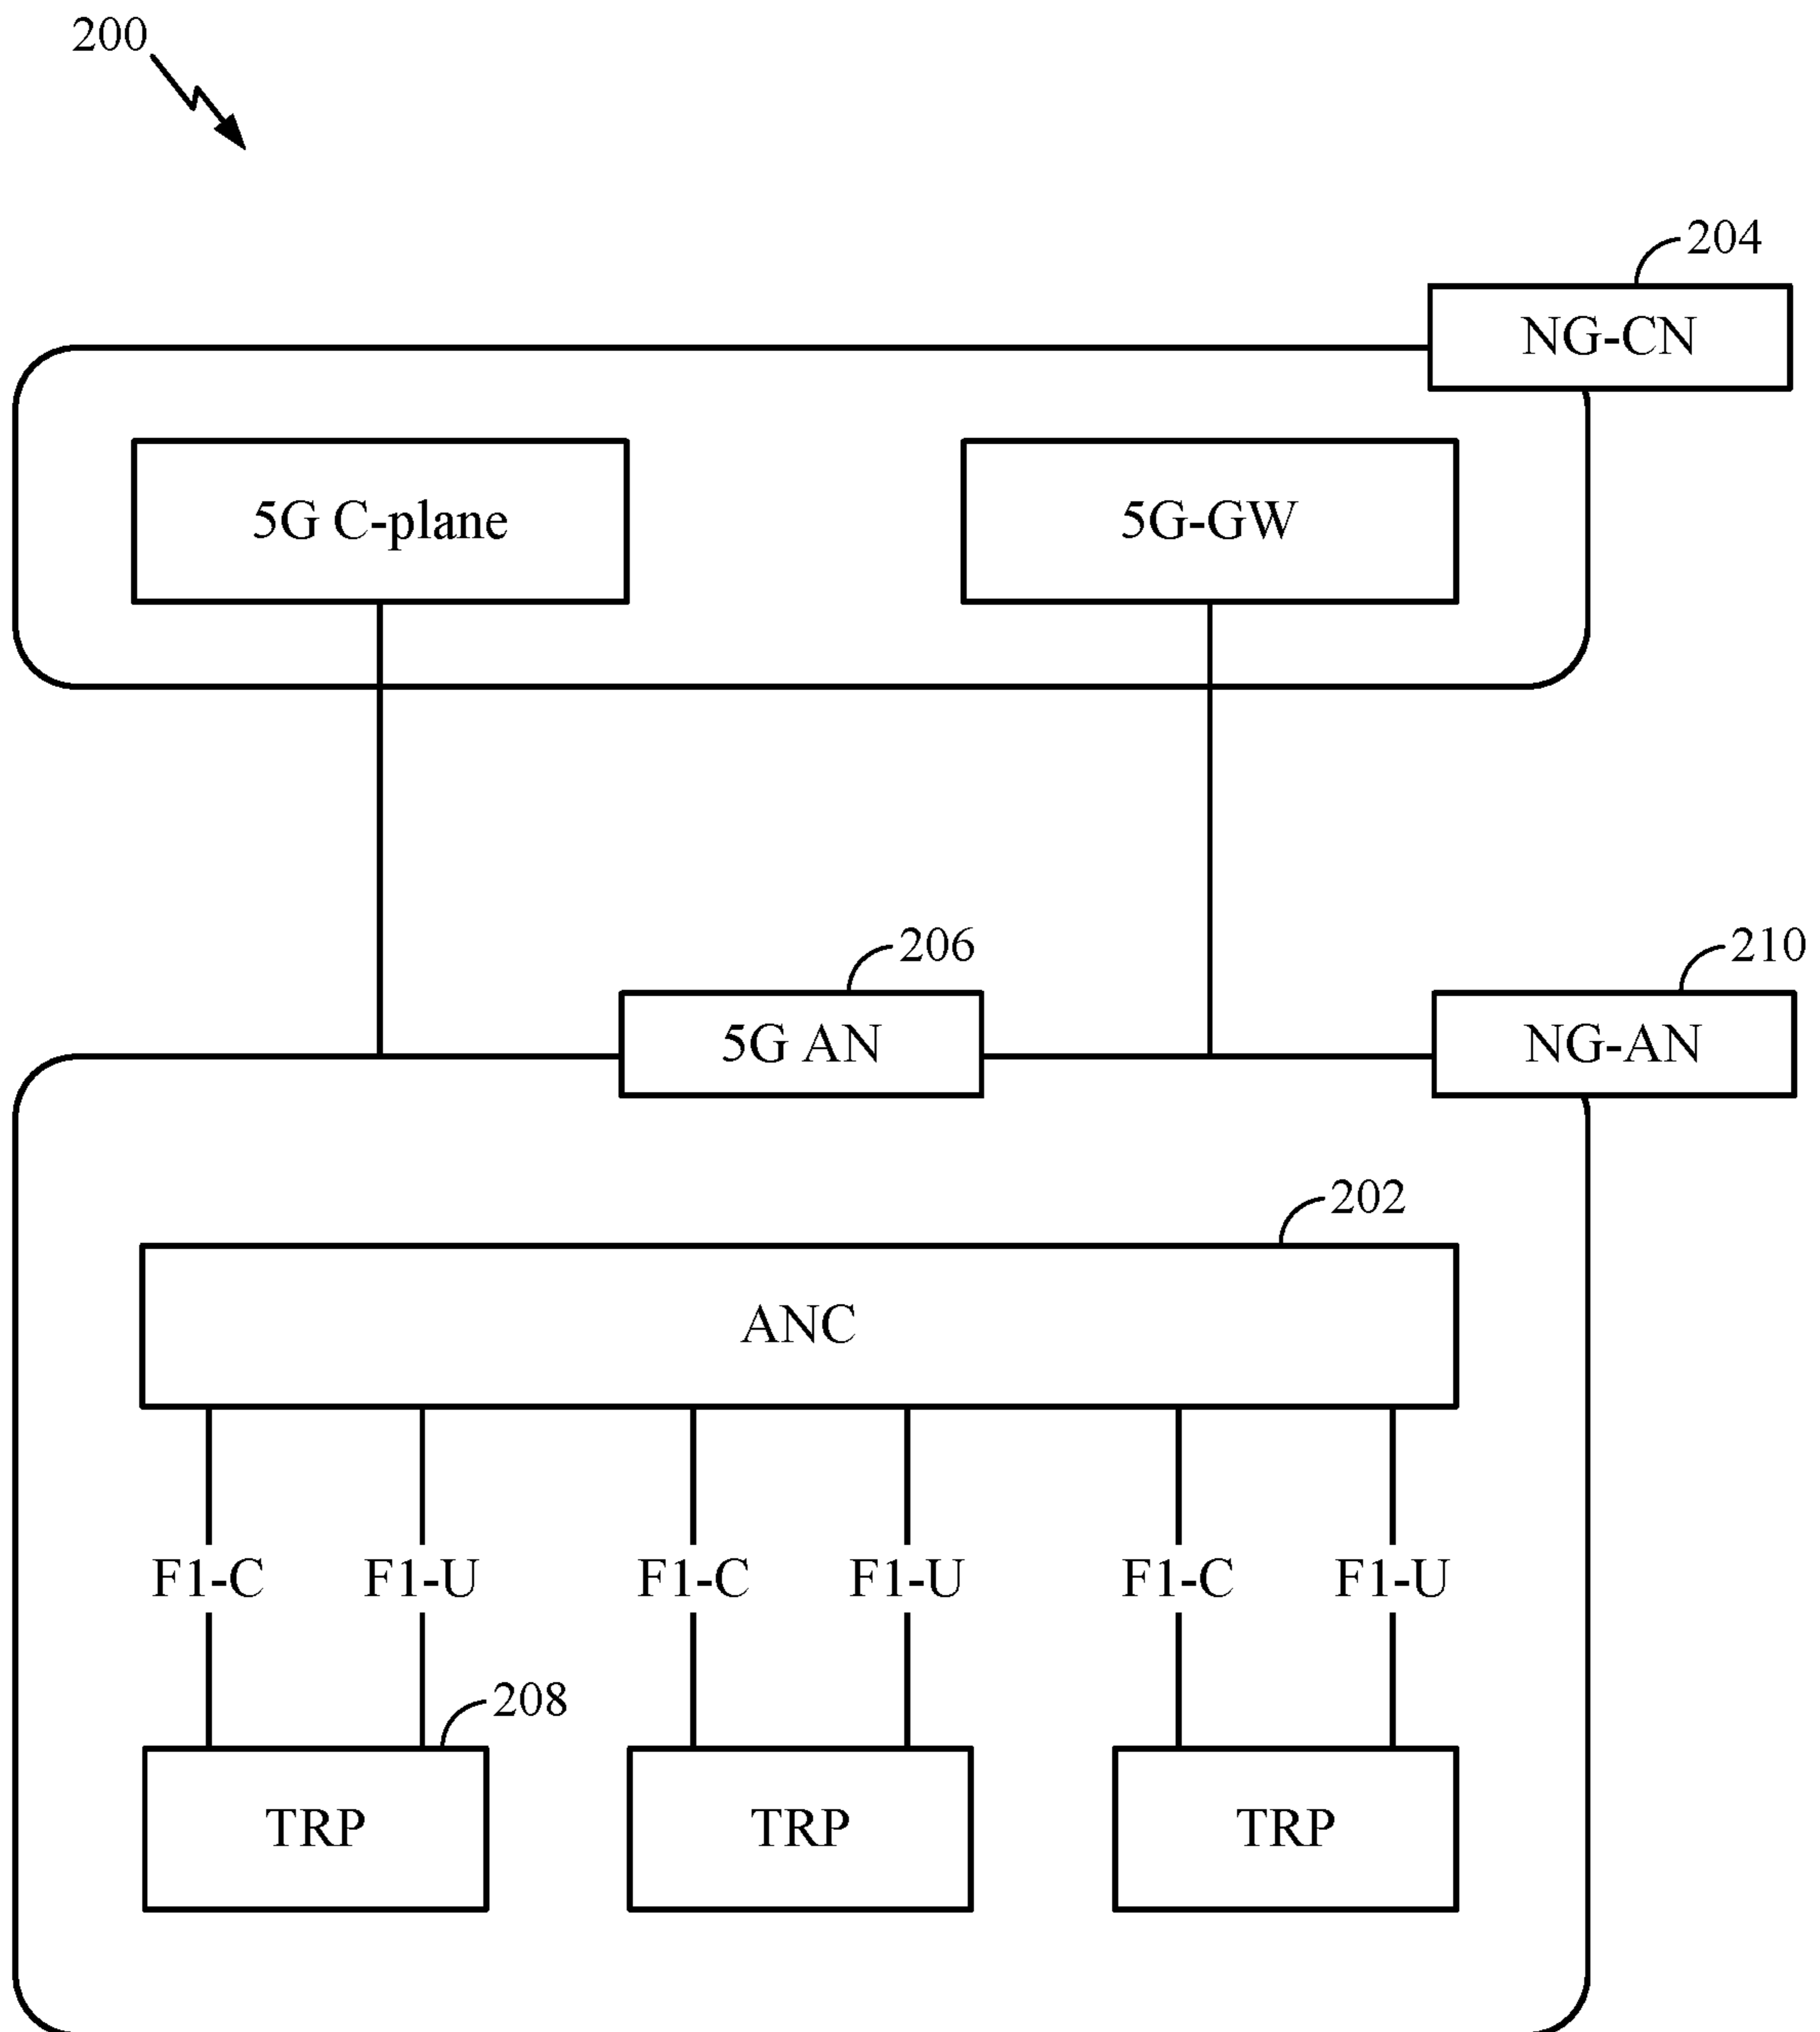 200
204
NG-CN
5G C-plane
5G-GW
206
210
5G AN
NG-AN
202
ANC
F1-C
F1-U
F1-C
F1-U
F1-C
F1-U
208
TRP
TRP
TRP